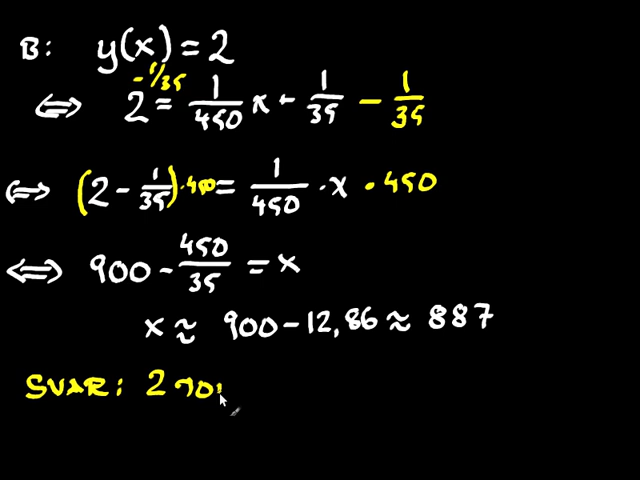 B: y(x) = 2
⇔ 2 -1/35 = 1/450 x + 1/35 - 1/35
⇔ (2 - 1/35) · 450 = 1/450 · x · 450
⇔ 900 - 450/35 = x
x ≈ 900 - 12,86 ≈ 887
SVAR: 2